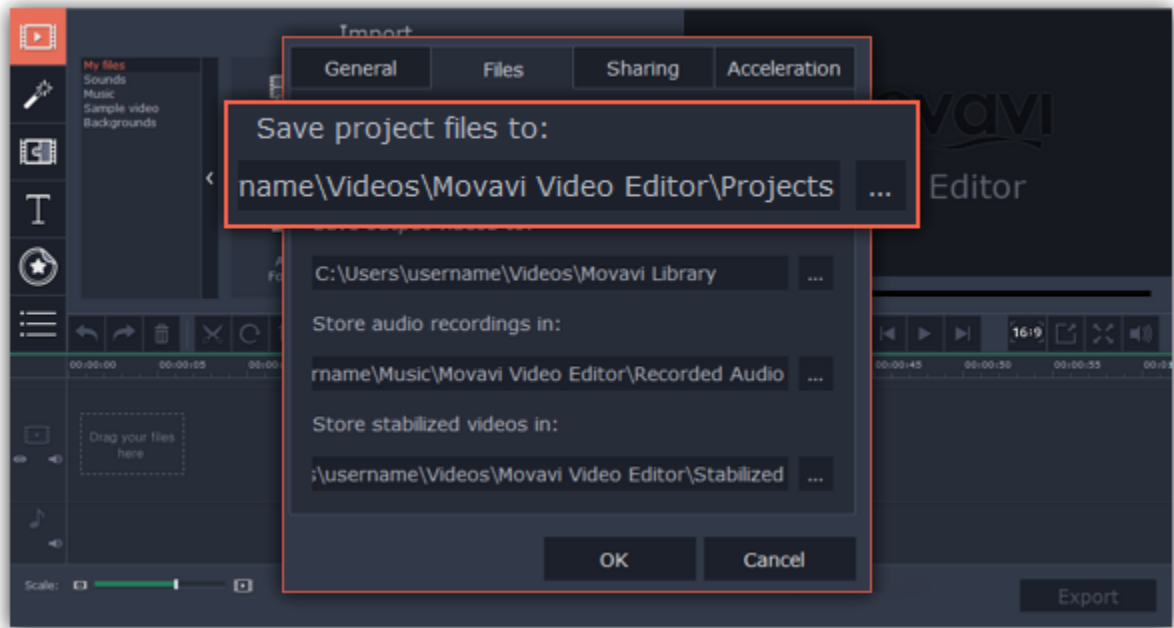 Import
My files
Sounds
Music
Sample video
Backgrounds
General Files Sharing Acceleration
Save project files to:
name\Videos\Movavi Video Editor\Projects ...
Editor
C:\Users\username\Videos\Movavi Library ...
Store audio recordings in:
rname\Music\Movavi Video Editor\Recorded Audio ...
Store stabilized videos in:
\username\Videos\Movavi Video Editor\Stabilized ...
OK Cancel
16:9
00:00:00 00:00:05 00:00:45 00:00:50 00:00:55
Drag your files
here
Scale:
Export